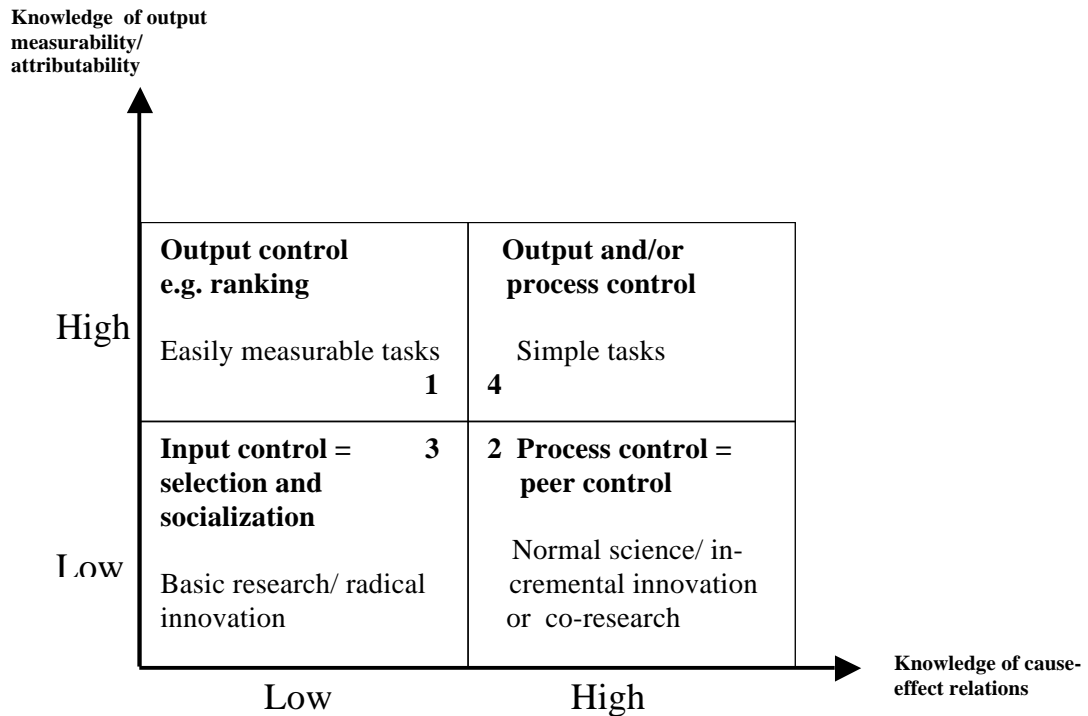 Knowledge of output
measurability/
attributability
High
Output control
e.g. ranking
Easily measurable tasks
1
Output and/or
process control
Simple tasks
4
Low
Input control = 3
selection and
socialization
Basic research/ radical
innovation
2 Process control =
peer control
Normal science/ in-
cremental innovation
or co-research
Low
High
Knowledge of cause-
effect relations